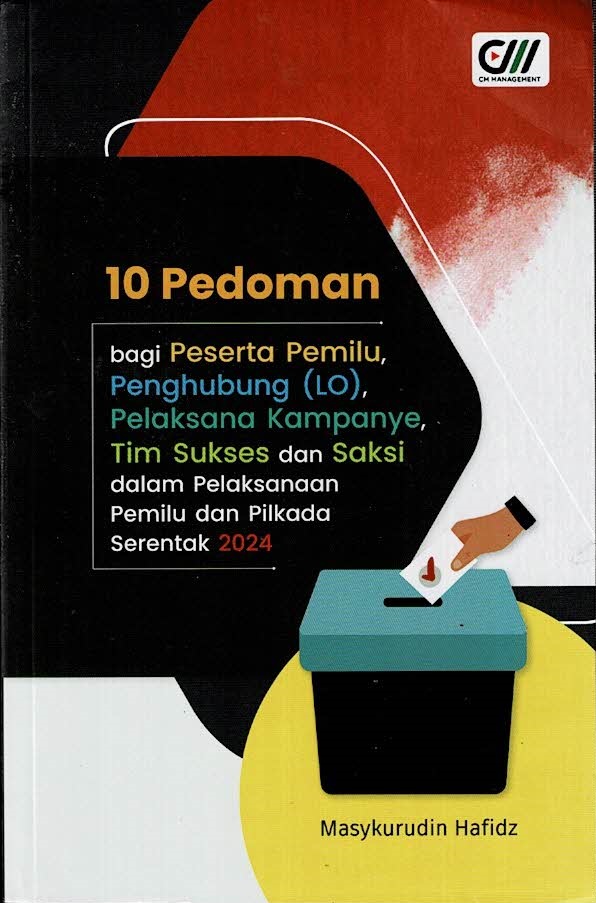 CM
CM MANAGEMENT
10 Pedoman
bagi Peserta Pemilu,
Penghubung (LO),
Pelaksana Kampanye,
Tim Sukses dan Saksi
dalam Pelaksanaan
Pemilu dan Pilkada
Serentak 2024
Masykurudin Hafidz